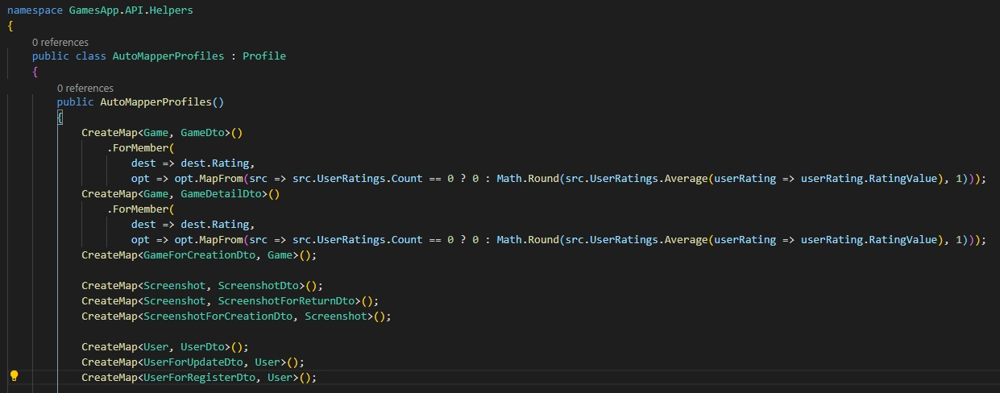 namespace GamesApp.API.Helpers
{
0 references
public class AutoMapperProfiles : Profile
{
0 references
public AutoMapperProfiles()
{
CreateMap<Game, GameDto>()
.ForMember(
dest => dest.Rating,
opt => opt.MapFrom(src => src.UserRatings.Count == 0 ? 0 : Math.Round(src.UserRatings.Average(userRating => userRating.RatingValue), 1)));
CreateMap<Game, GameDetailDto>()
.ForMember(
dest => dest.Rating,
opt => opt.MapFrom(src => src.UserRatings.Count == 0 ? 0 : Math.Round(src.UserRatings.Average(userRating => userRating.RatingValue), 1)));
CreateMap<GameForCreationDto, Game>();
CreateMap<Screenshot, ScreenshotDto>();
CreateMap<Screenshot, ScreenshotForReturnDto>();
CreateMap<ScreenshotForCreationDto, Screenshot>();
CreateMap<User, UserDto>();
CreateMap<UserForUpdateDto, User>();
CreateMap<UserForRegisterDto, User>();